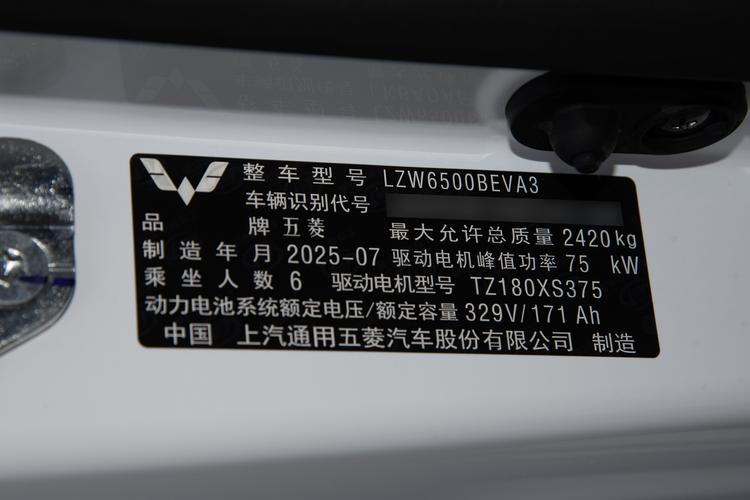 整车型号 LZW6500BEVA3
车辆识别代号
品牌 五菱 最大允许总质量 2420 kg
制造年月 2025-07 驱动电机峰值功率 75 kW
乘坐人数 6 驱动电机型号 TZ180XS375
动力电池系统额定电压/额定容量 329V/171 Ah
中国 上汽通用五菱汽车股份有限公司 制造